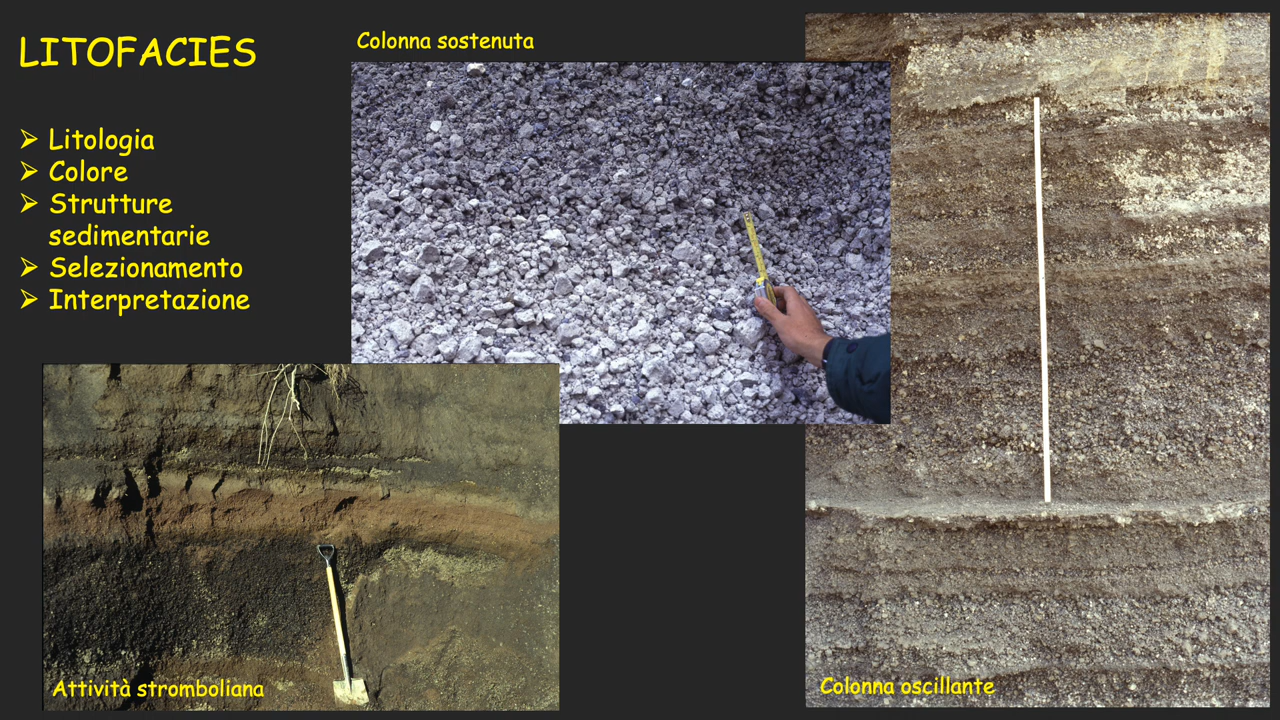 LITOFACIES
Litologia
Colore
Strutture
sedimentarie
Selezionamento
Interpretazione
Colonna sostenuta
Attività stromboliana
Colonna oscillante